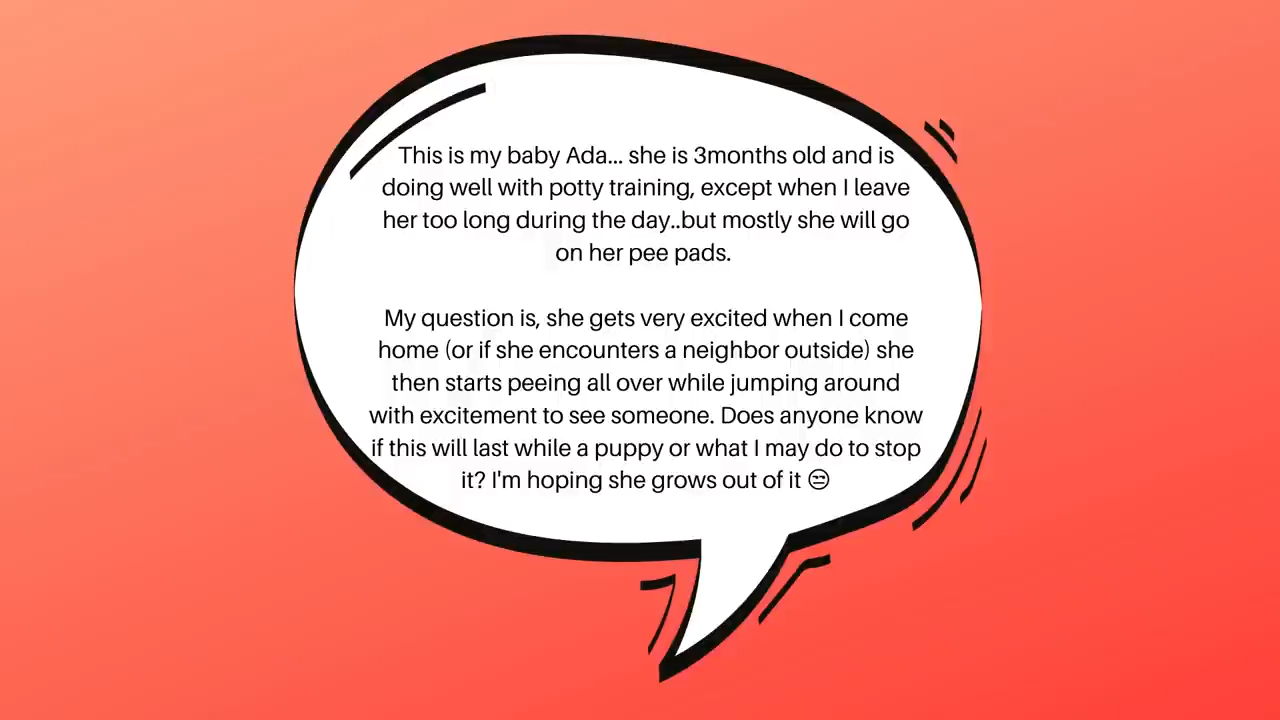 This is my baby Ada... she is 3months old and is
doing well with potty training, except when I leave
her too long during the day..but mostly she will go
on her pee pads.
My question is, she gets very excited when I come
home (or if she encounters a neighbor outside) she
then starts peeing all over while jumping around
with excitement to see someone. Does anyone know
if this will last while a puppy or what I may do to stop
it? I'm hoping she grows out of it 😒